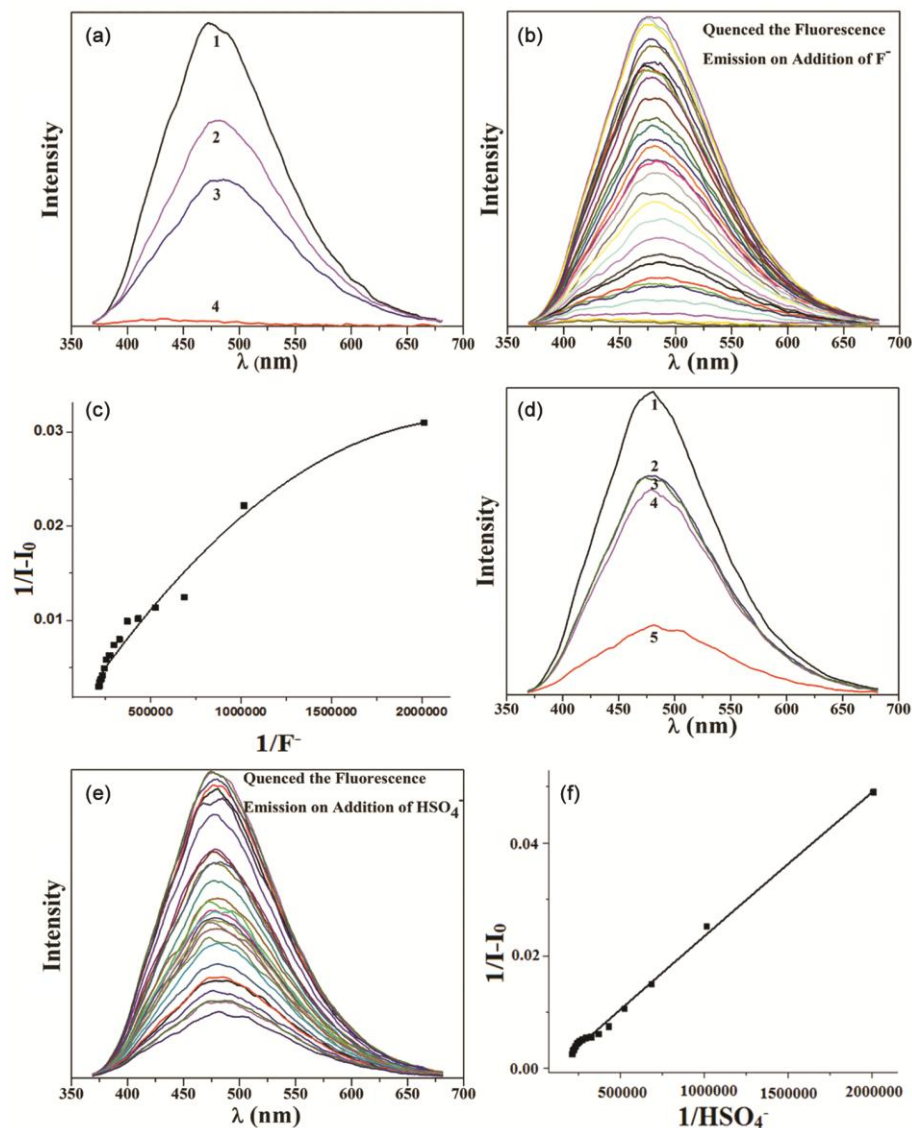 (a)
1
2
3
4
Intensity
350 400 450 500 550 600 650 700
λ (nm)
(b)
Quenced the Fluorescence
Emission on Addition of F⁻
Intensity
350 400 450 500 550 600 650 700
λ (nm)
(c)
0.03
0.02
0.01
1/I-I₀
500000 1000000 1500000 2000000
1/F⁻
(d)
1
2
3
4
5
Intensity
350 400 450 500 550 600 650 700
λ (nm)
(e)
Quenced the Fluorescence
Emission on Addition of HSO₄⁻
Intensity
350 400 450 500 550 600 650 700
λ (nm)
(f)
0.04
0.02
0.00
1/I-I₀
500000 1000000 1500000 2000000
1/HSO₄⁻